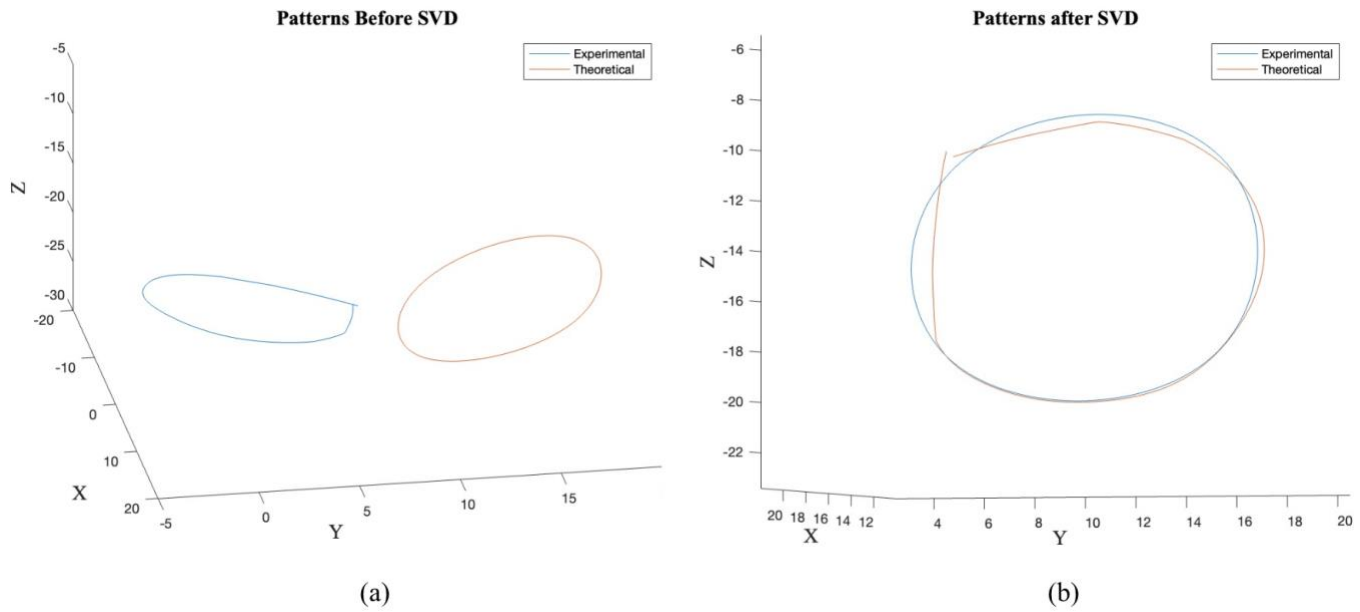 Patterns Before SVD
Experimental
Theoretical
-5
-10
-15
-20
-25
-30
Z
-20
-10
0
10
20
X
-5
0
5
10
15
Y
(a)
Patterns after SVD
Experimental
Theoretical
-6
-8
-10
-12
-14
-16
-18
-20
-22
Z
20 18 16 14 12
X
4 6 8 10 12 14 16 18 20
Y
(b)